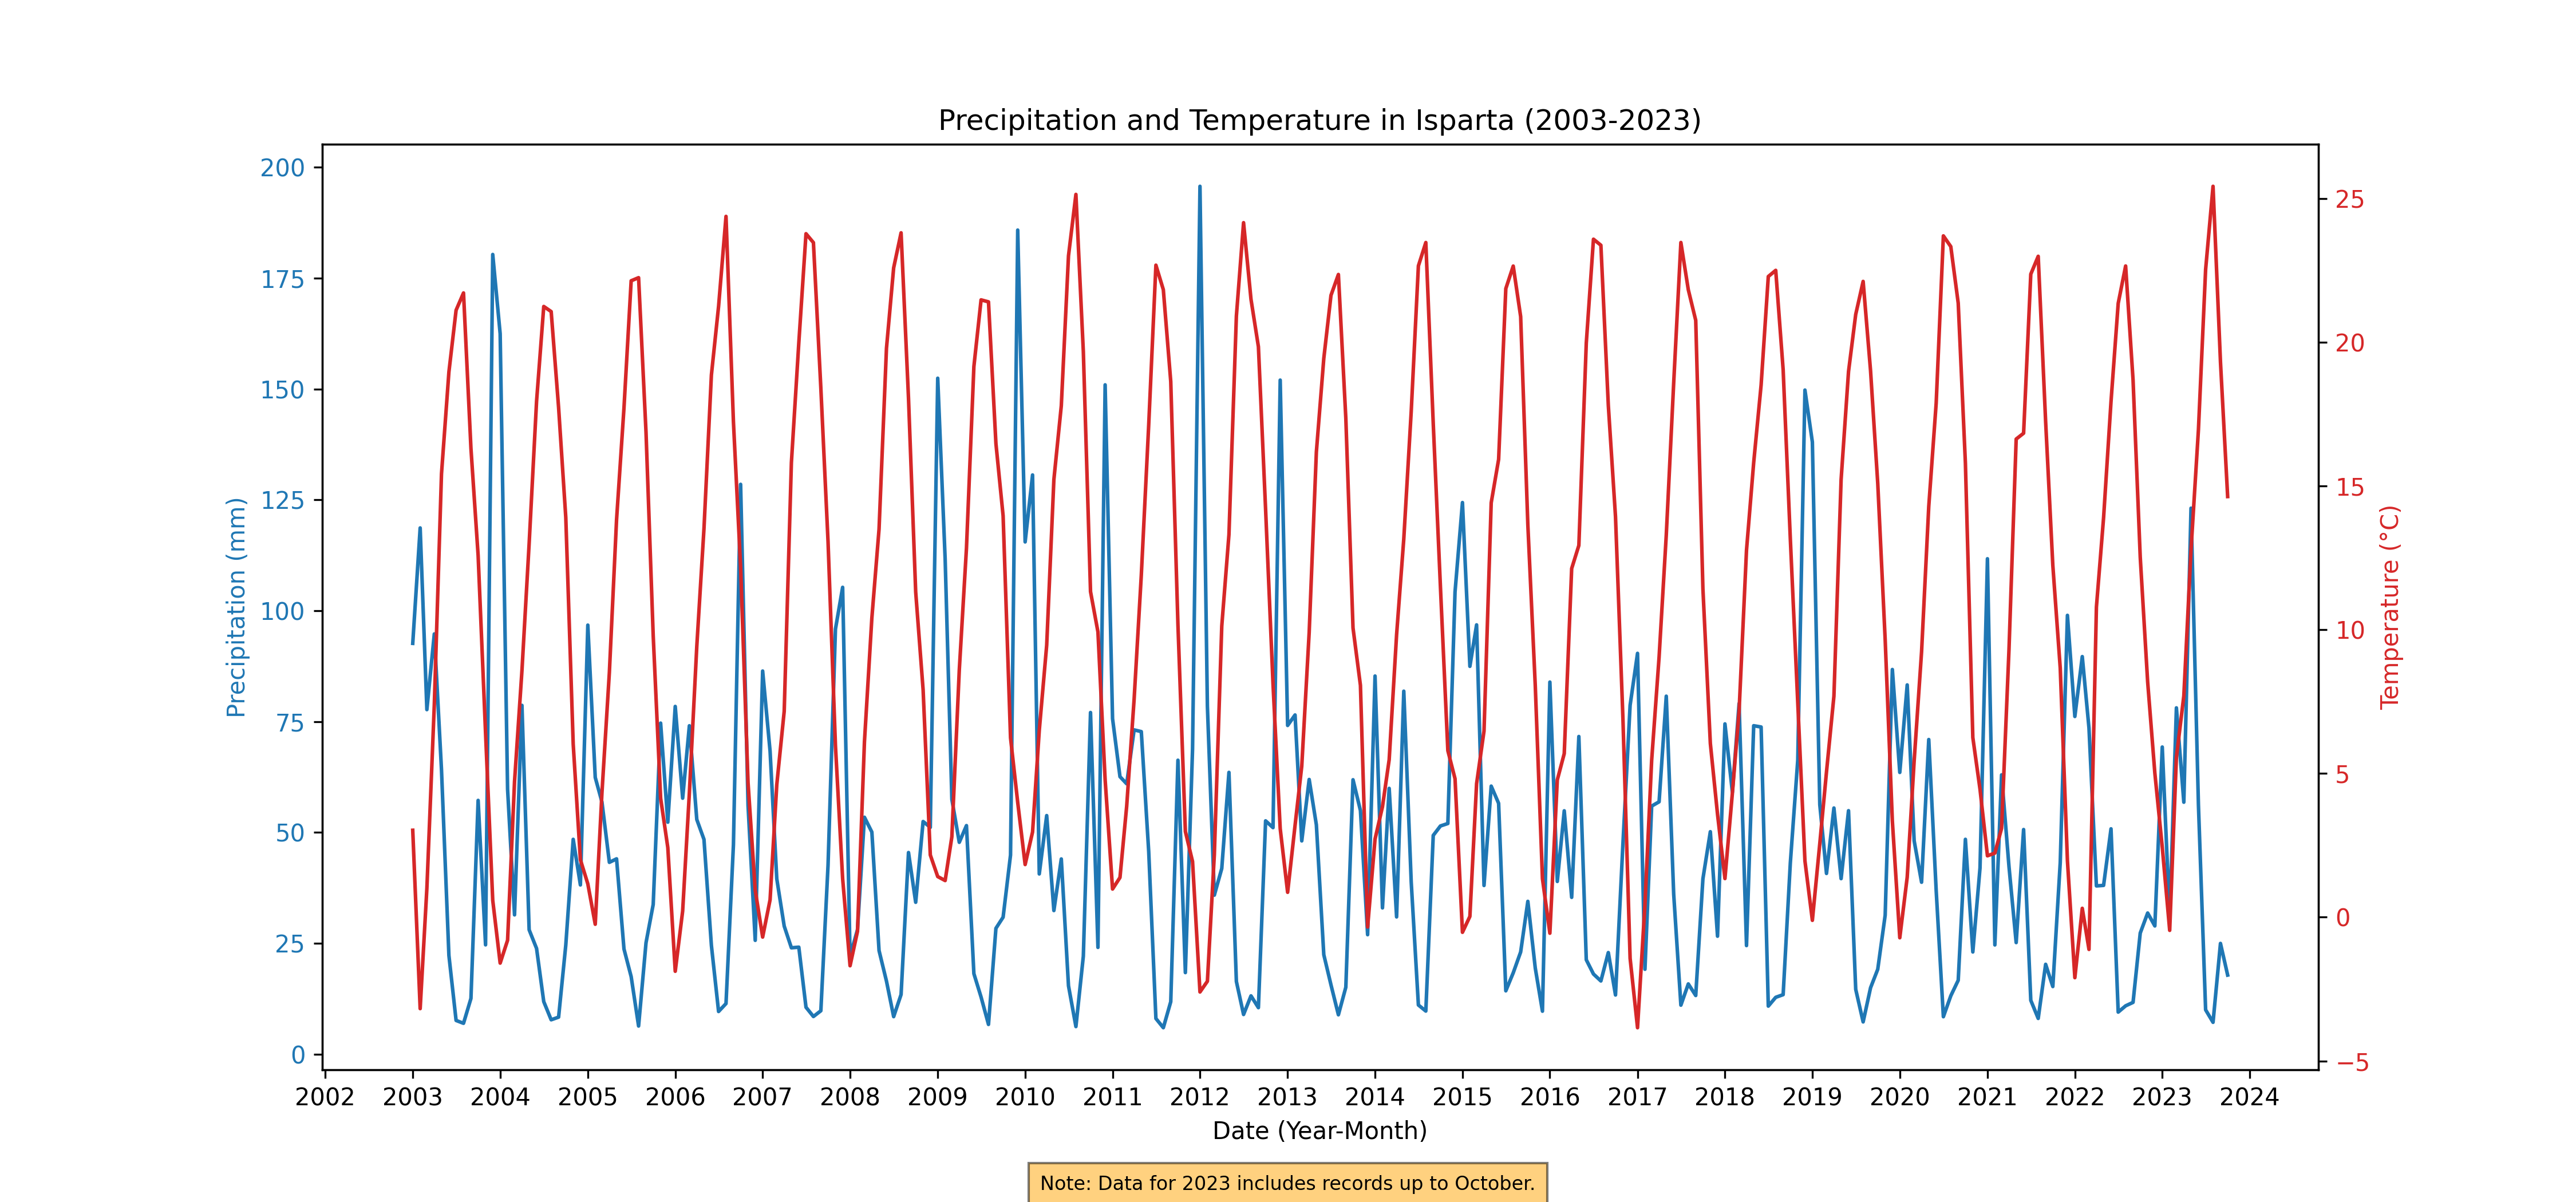 Precipitation and Temperature in Isparta (2003-2023)
200
175
150
125
100
75
50
25
0
Precipitation (mm)
25
20
15
10
5
0
−5
Temperature (°C)
2002 2003 2004 2005 2006 2007 2008 2009 2010 2011 2012 2013 2014 2015 2016 2017 2018 2019 2020 2021 2022 2023 2024
Date (Year-Month)
Note: Data for 2023 includes records up to October.